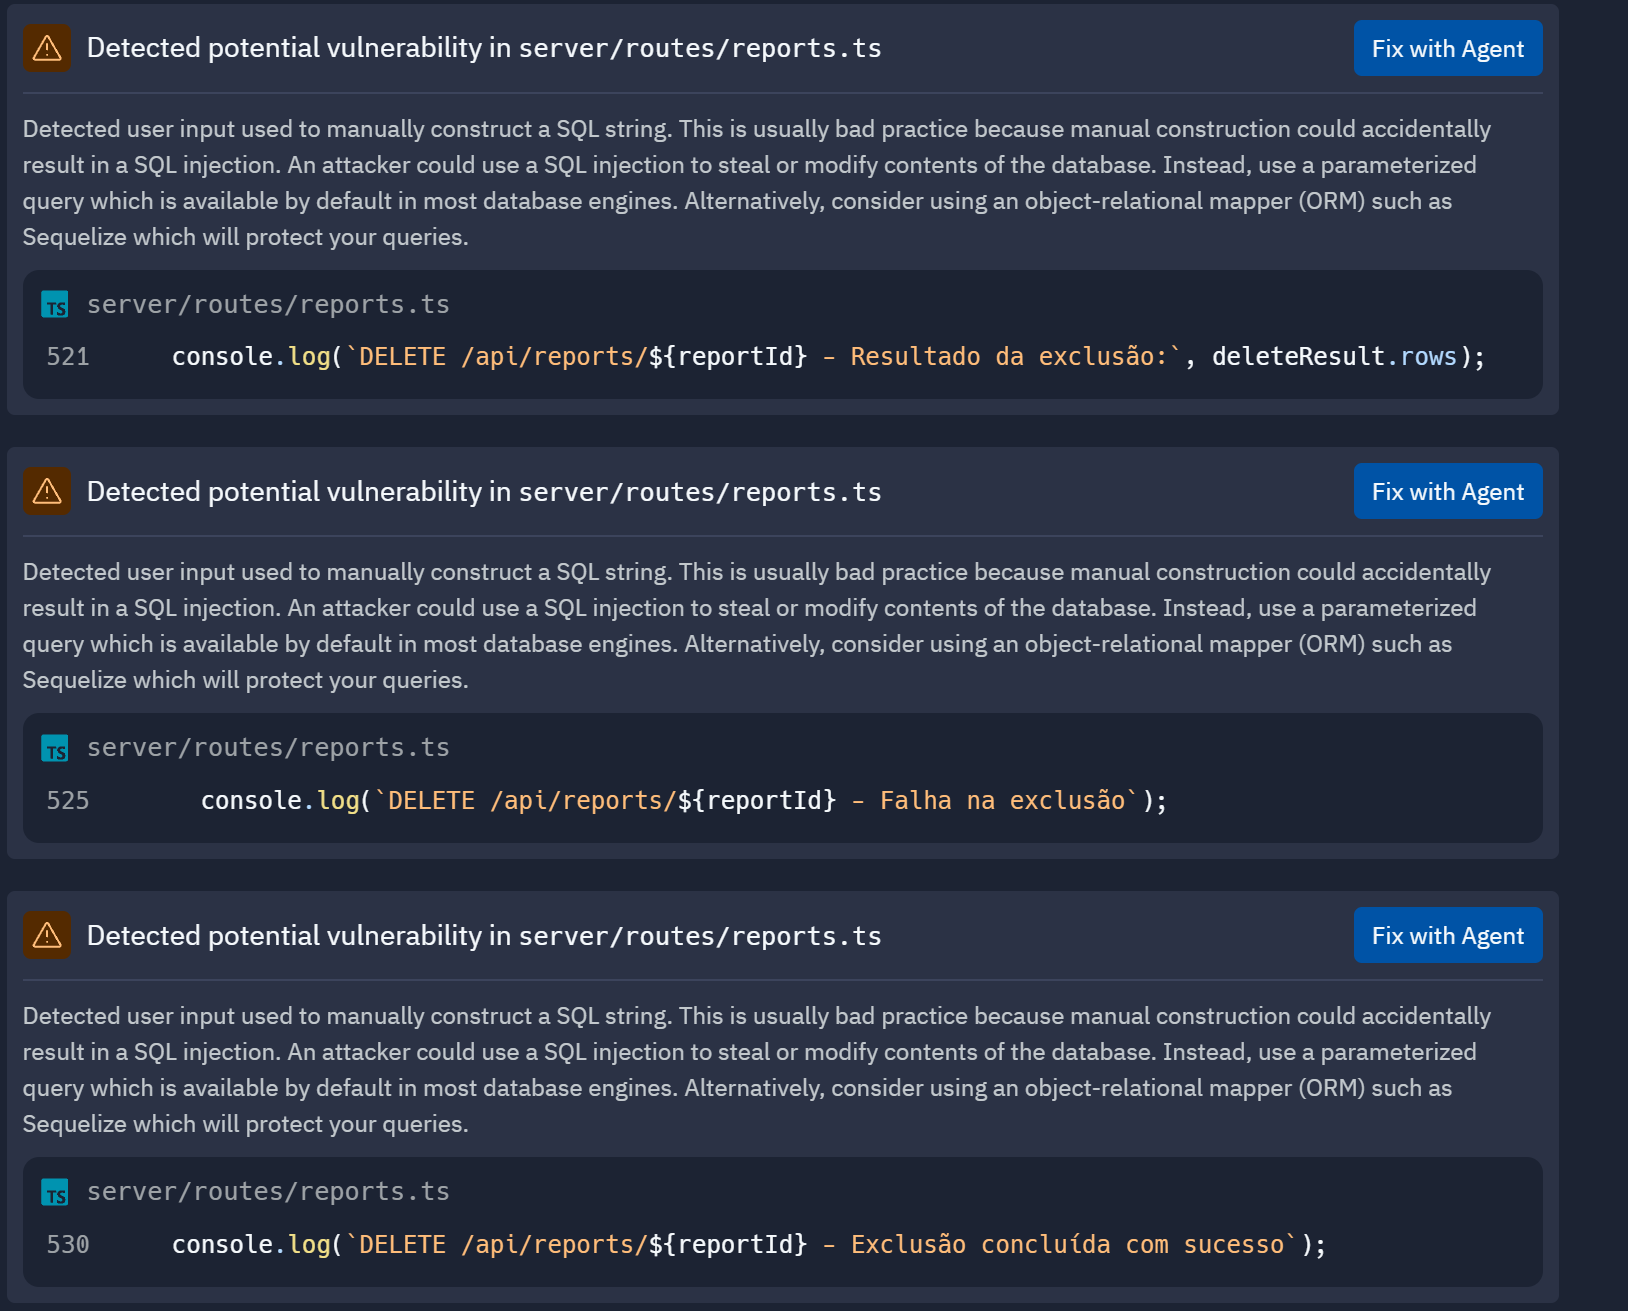 Detected potential vulnerability in server/routes/reports.ts
Fix with Agent
Detected user input used to manually construct a SQL string. This is usually bad practice because manual construction could accidentally
result in a SQL injection. An attacker could use a SQL injection to steal or modify contents of the database. Instead, use a parameterized
query which is available by default in most database engines. Alternatively, consider using an object-relational mapper (ORM) such as
Sequelize which will protect your queries.
TS server/routes/reports.ts
521 console.log(`DELETE /api/reports/${reportId} - Resultado da exclusão:`, deleteResult.rows);
Detected potential vulnerability in server/routes/reports.ts
Fix with Agent
Detected user input used to manually construct a SQL string. This is usually bad practice because manual construction could accidentally
result in a SQL injection. An attacker could use a SQL injection to steal or modify contents of the database. Instead, use a parameterized
query which is available by default in most database engines. Alternatively, consider using an object-relational mapper (ORM) such as
Sequelize which will protect your queries.
TS server/routes/reports.ts
525 console.log(`DELETE /api/reports/${reportId} - Falha na exclusão`);
Detected potential vulnerability in server/routes/reports.ts
Fix with Agent
Detected user input used to manually construct a SQL string. This is usually bad practice because manual construction could accidentally
result in a SQL injection. An attacker could use a SQL injection to steal or modify contents of the database. Instead, use a parameterized
query which is available by default in most database engines. Alternatively, consider using an object-relational mapper (ORM) such as
Sequelize which will protect your queries.
TS server/routes/reports.ts
530 console.log(`DELETE /api/reports/${reportId} - Exclusão concluída com sucesso`);